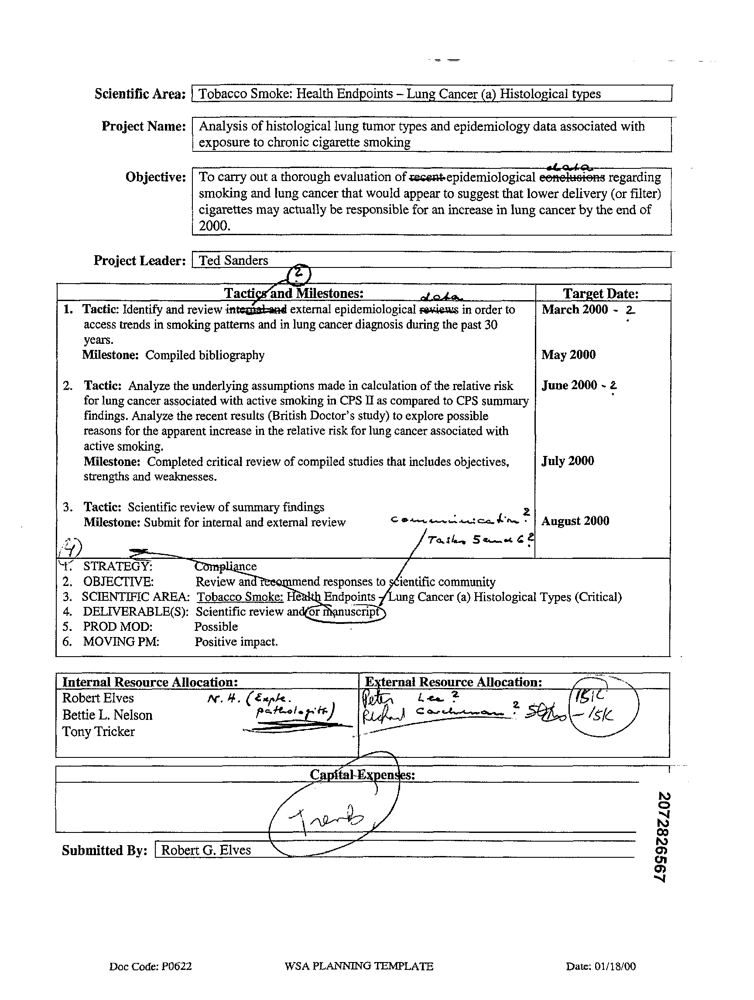 Scientific Area: Tobacco Smoke: Health Endpoints – Lung Cancer (a) Histological types
Project Name: Analysis of histological lung tumor types and epidemiology data associated with
exposure to chronic cigarette smoking
data
Objective: To carry out a thorough evaluation of recent epidemiological conclusions regarding
smoking and lung cancer that would appear to suggest that lower delivery (or filter)
cigarettes may actually be responsible for an increase in lung cancer by the end of
2000.
Project Leader: Ted Sanders
2
Tactics and Milestones: data Target Date:
1. Tactic: Identify and review internal and external epidemiological reviews in order to March 2000 - 2
access trends in smoking patterns and in lung cancer diagnosis during the past 30
years.
Milestone: Compiled bibliography May 2000
2. Tactic: Analyze the underlying assumptions made in calculation of the relative risk June 2000 - 2
for lung cancer associated with active smoking in CPS II as compared to CPS summary
findings. Analyze the recent results (British Doctor's study) to explore possible
reasons for the apparent increase in the relative risk for lung cancer associated with
active smoking.
Milestone: Completed critical review of compiled studies that includes objectives, July 2000
strengths and weaknesses.
3. Tactic: Scientific review of summary findings
Milestone: Submit for internal and external review communication? August 2000
(4) Tasks 5 and 6?
1. STRATEGY: Compliance
2. OBJECTIVE: Review and recommend responses to scientific community
3. SCIENTIFIC AREA: Tobacco Smoke: Health Endpoints – Lung Cancer (a) Histological Types (Critical)
4. DELIVERABLE(S): Scientific review and/or manuscript
5. PROD MOD: Possible
6. MOVING PM: Positive impact.
Internal Resource Allocation: External Resource Allocation:
Robert Elves N.H. (Expte. Peter Lee ? 15K
Bettie L. Nelson pathologists) Richard Carchman ? - 15K
Tony Tricker
Capital Expenses:
Trends
Submitted By: Robert G. Elves
2072826567
Doc Code: P0622 WSA PLANNING TEMPLATE Date: 01/18/00